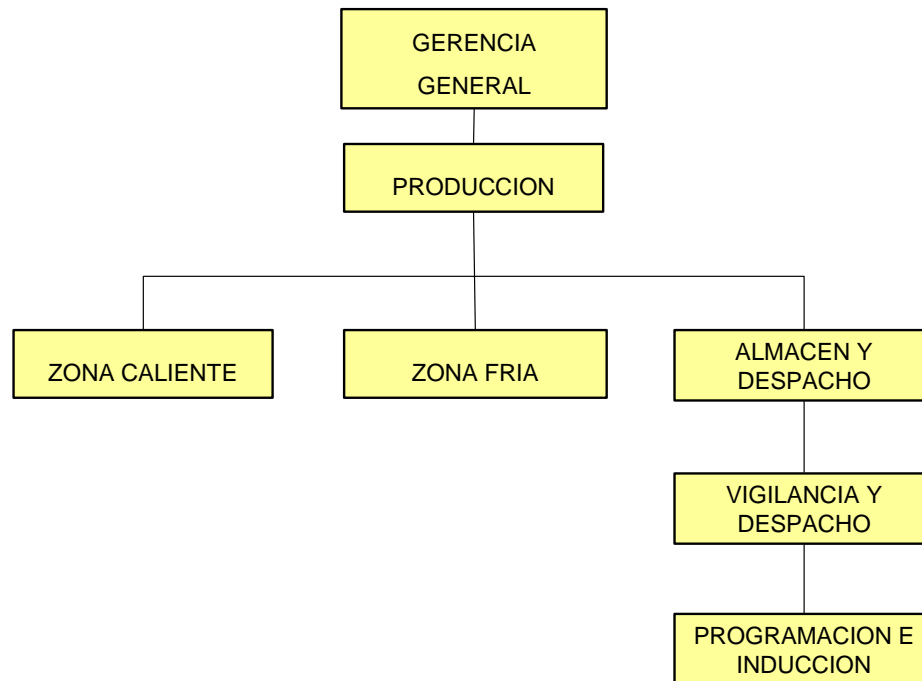 GERENCIA
GENERAL
PRODUCCION
ZONA CALIENTE
ZONA FRIA
ALMACEN Y
DESPACHO
VIGILANCIA Y
DESPACHO
PROGRAMACION E
INDUCCION